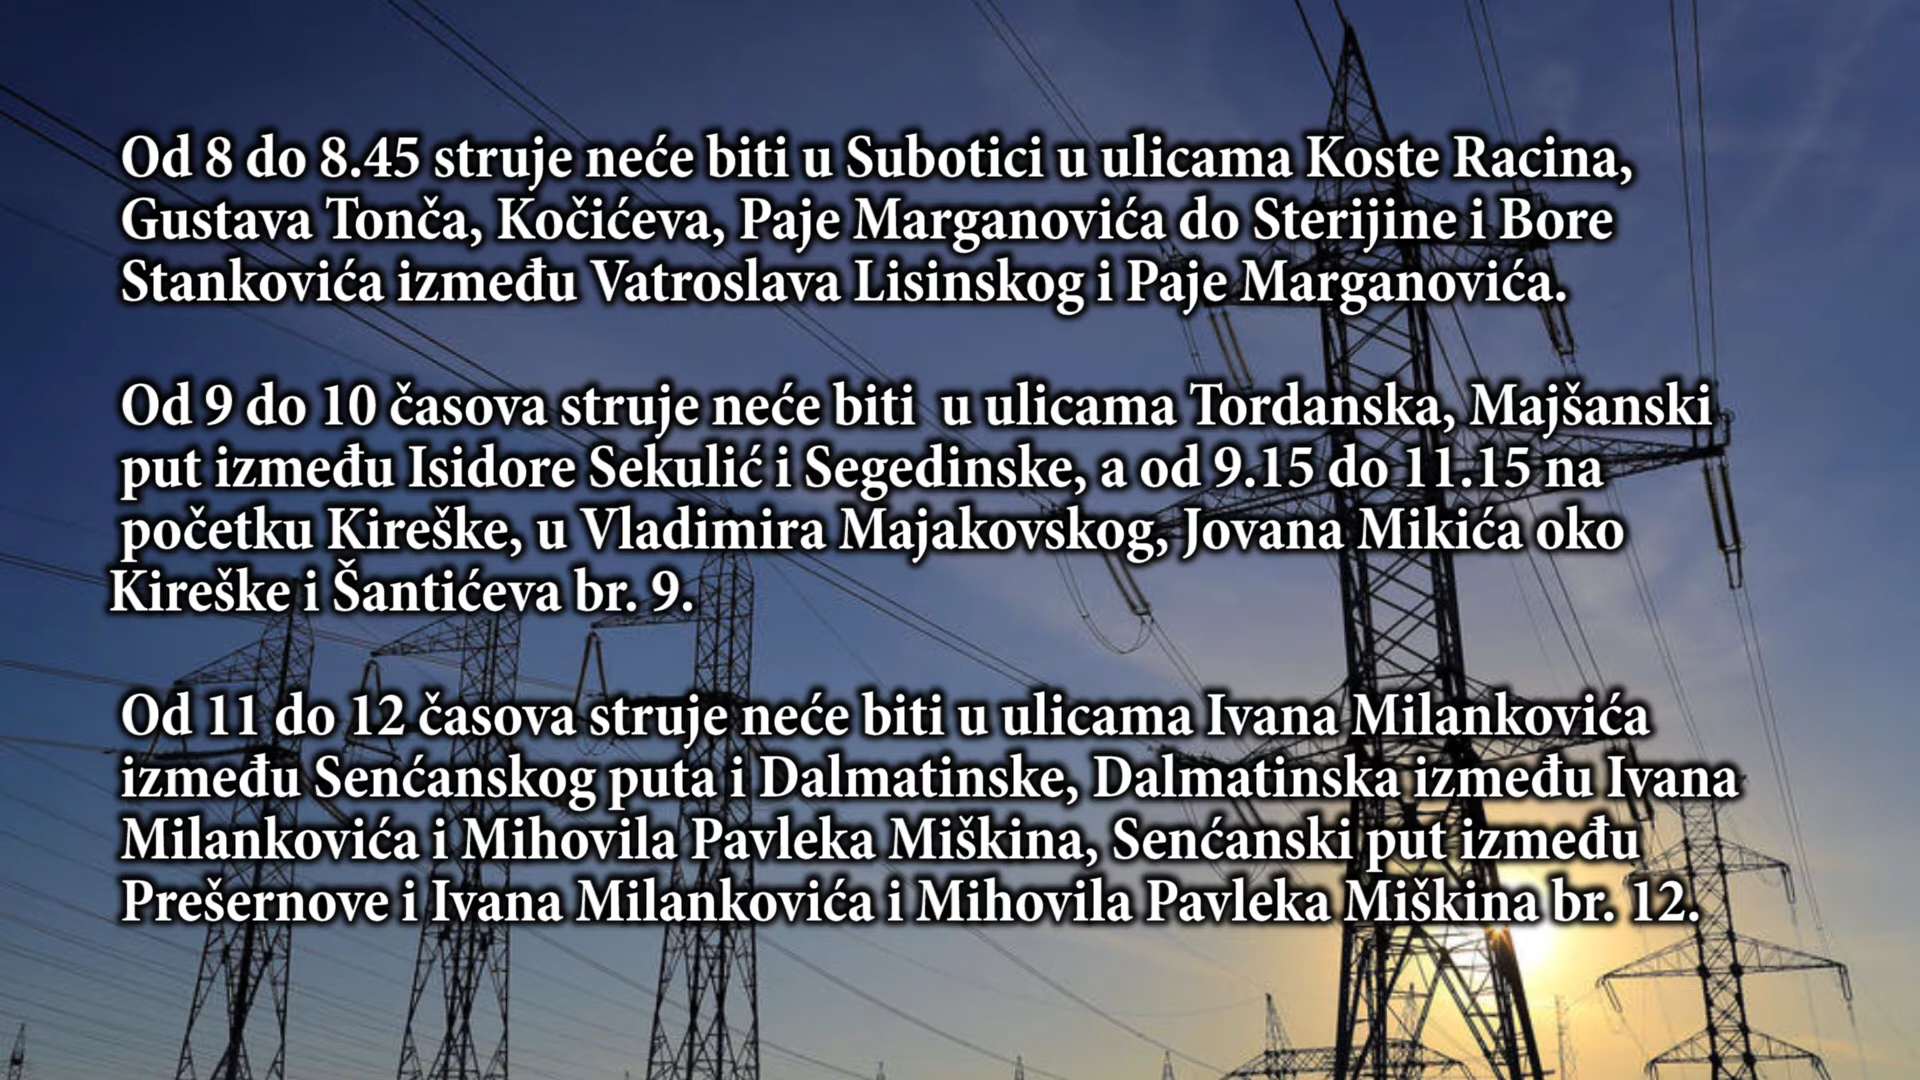 Od 8 do 8.45 struje neće biti u Subotici u ulicama Koste Racina,
Gustava Tonča, Kočićeva, Paje Marganovića do Sterijine i Bore
Stankovića između Vatroslava Lisinskog i Paje Marganovića.
Od 9 do 10 časova struje neće biti  u ulicama Tordanska, Majšanski
put između Isidore Sekulić i Segedinske, a od 9.15 do 11.15 na
početku Kireške, u Vladimira Majakovskog, Jovana Mikića oko
Kireške i Šantićeva br. 9.
Od 11 do 12 časova struje neće biti u ulicama Ivana Milankovića
između Senćanskog puta i Dalmatinske, Dalmatinska između Ivana
Milankovića i Mihovila Pavleka Miškina, Senćanski put između
Prešernove i Ivana Milankovića i Mihovila Pavleka Miškina br. 12.